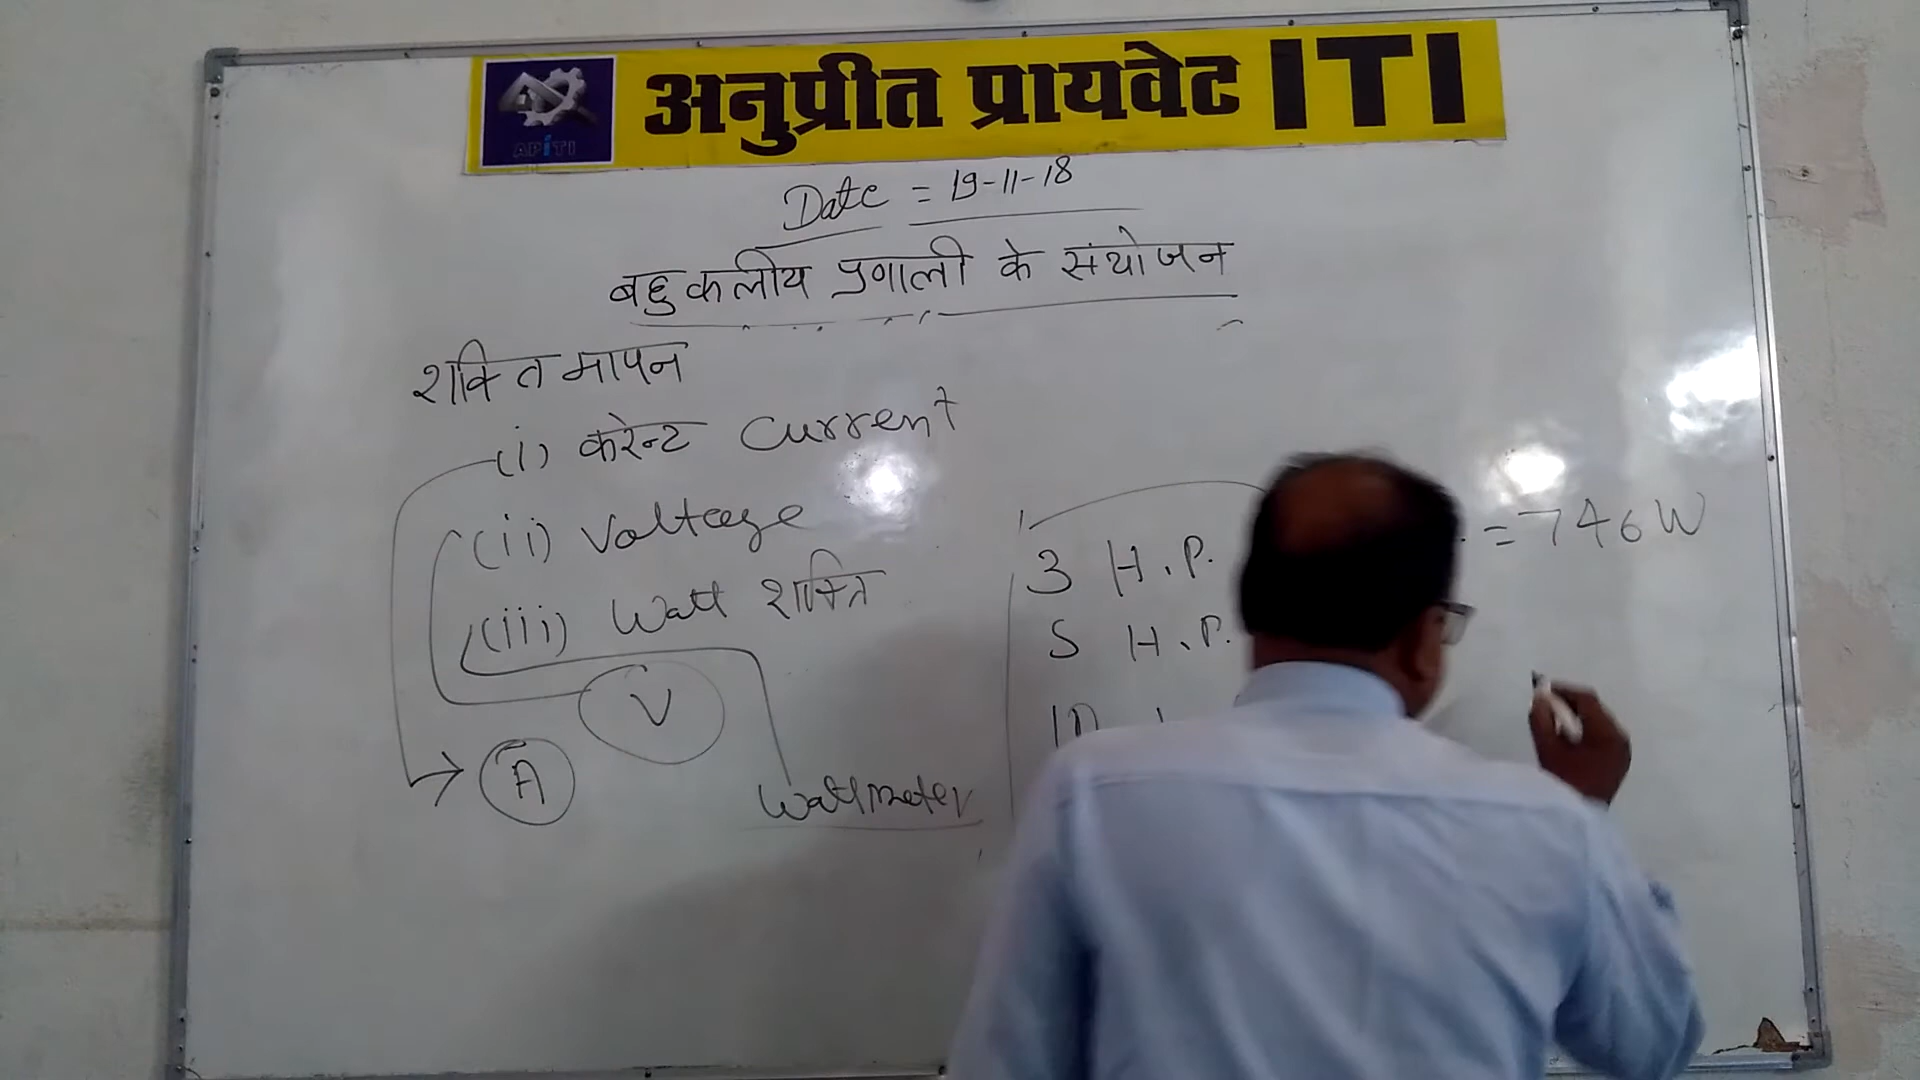 अनुप्रीत प्रायवेट ITI
APITI
Date = 19-11-18
बहुकलीय प्रणाली के संयोजन
शक्ति मापन
(i) करेन्ट Current
(ii) Voltage
(iii) Watt शक्ति
V
A
Wattmeter
= 746 W
3 H.P.
5 H.P.
10